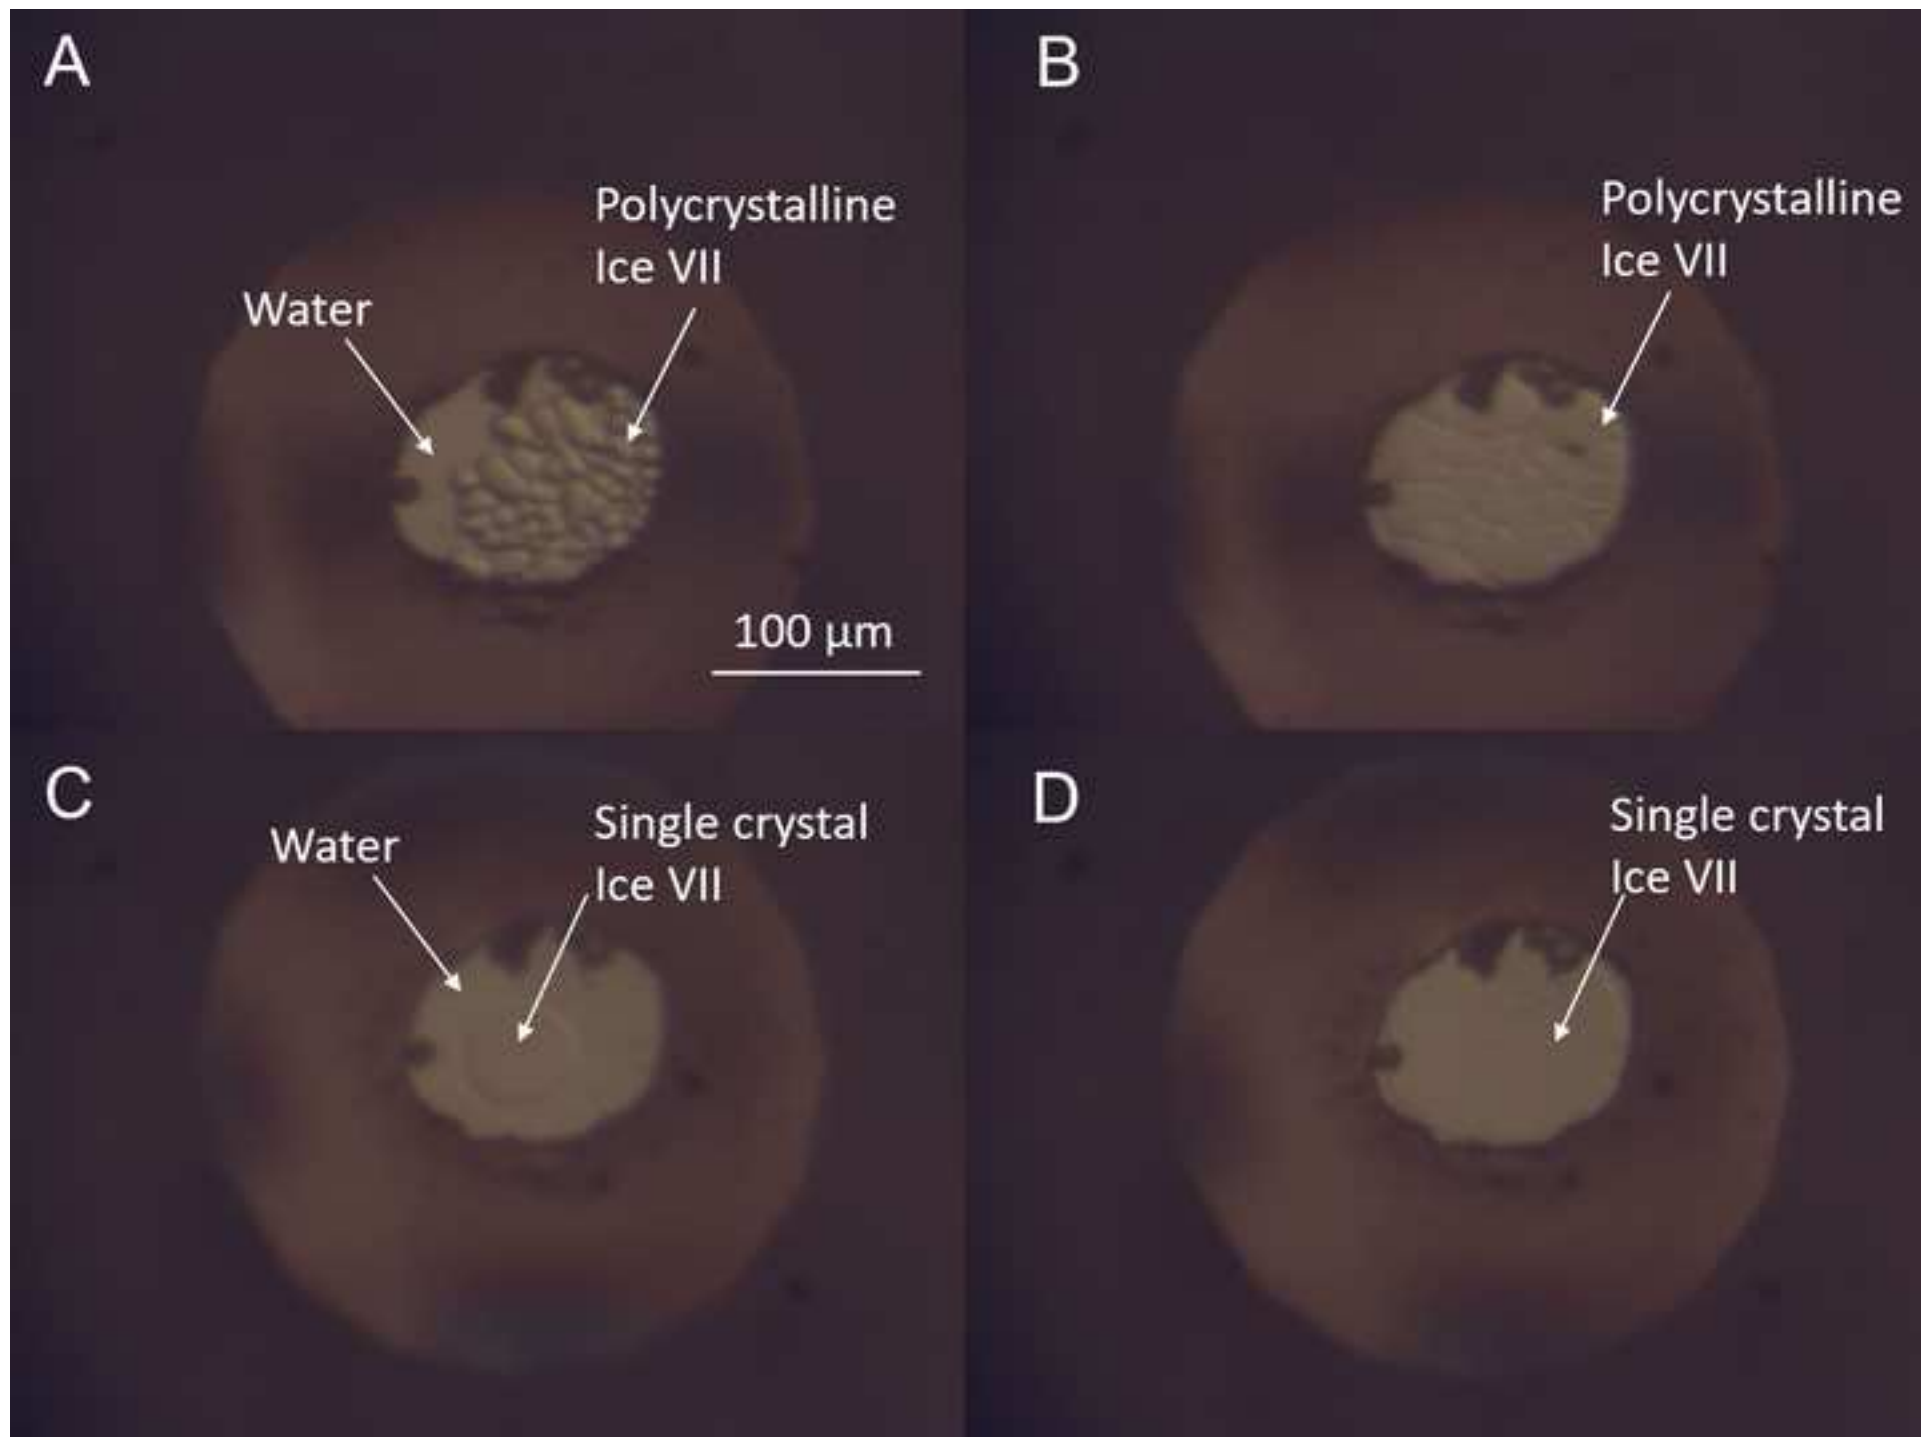 A
Polycrystalline
Ice VII
Water
100 µm
B
Polycrystalline
Ice VII
C
Water
Single crystal
Ice VII
D
Single crystal
Ice VII